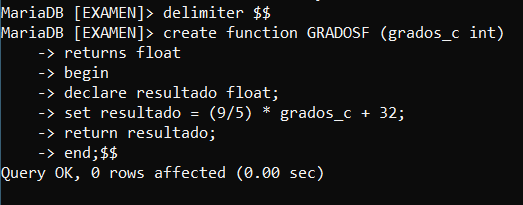 MariaDB [EXAMEN]> delimiter $$
MariaDB [EXAMEN]> create function GRADOSF (grados_c int)
    -> returns float
    -> begin
    -> declare resultado float;
    -> set resultado = (9/5) * grados_c + 32;
    -> return resultado;
    -> end;$$
Query OK, 0 rows affected (0.00 sec)